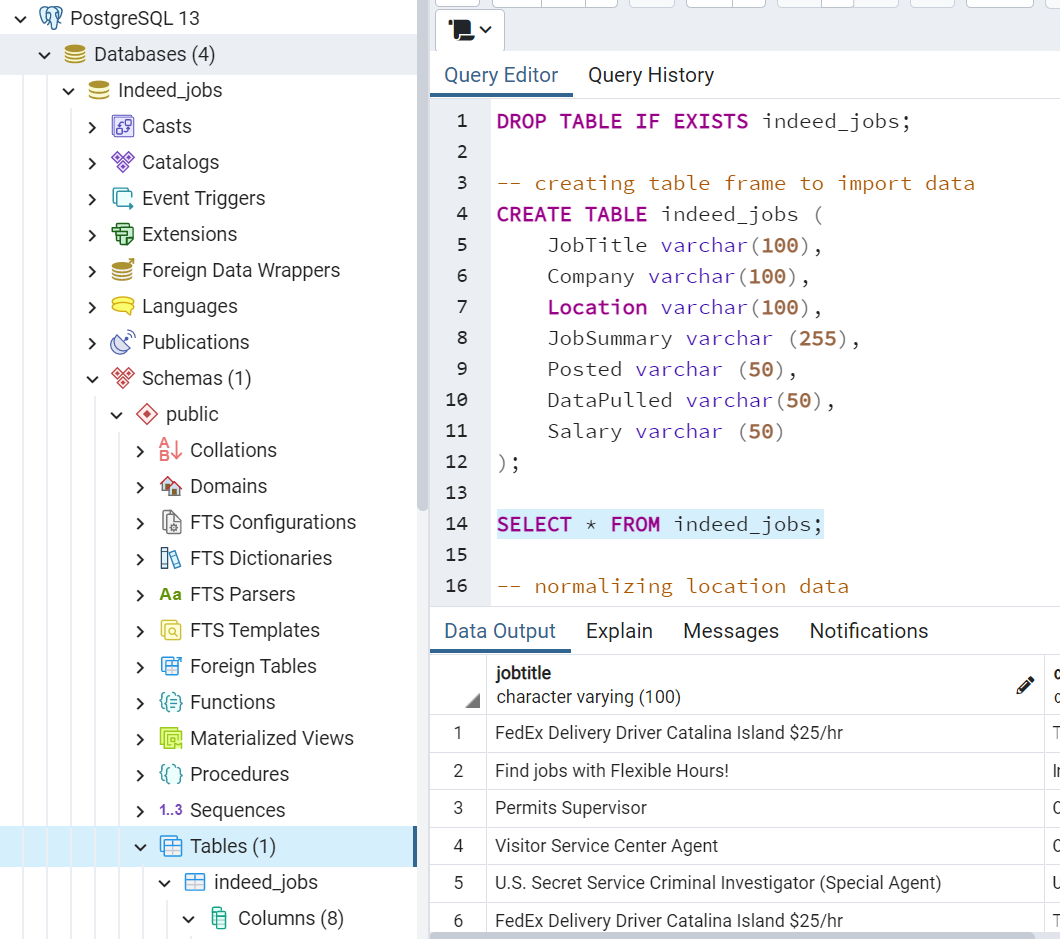 PostgreSQL 13
Databases (4)
Indeed_jobs
Casts
Catalogs
Event Triggers
Extensions
Foreign Data Wrappers
Languages
Publications
Schemas (1)
public
Collations
Domains
FTS Configurations
FTS Dictionaries
Aa FTS Parsers
FTS Templates
Foreign Tables
Functions
Materialized Views
Procedures
1..3 Sequences
Tables (1)
indeed_jobs
Columns (8)
Query Editor Query History
1 DROP TABLE IF EXISTS indeed_jobs;
2
3 -- creating table frame to import data
4 CREATE TABLE indeed_jobs (
5 JobTitle varchar(100),
6 Company varchar(100),
7 Location varchar(100),
8 JobSummary varchar (255),
9 Posted varchar (50),
10 DataPulled varchar(50),
11 Salary varchar (50)
12 );
13
14 SELECT * FROM indeed_jobs;
15
16 -- normalizing location data
Data Output Explain Messages Notifications
jobtitle
character varying (100)
1 FedEx Delivery Driver Catalina Island $25/hr
2 Find jobs with Flexible Hours!
3 Permits Supervisor
4 Visitor Service Center Agent
5 U.S. Secret Service Criminal Investigator (Special Agent)
6 FedEx Delivery Driver Catalina Island $25/hr